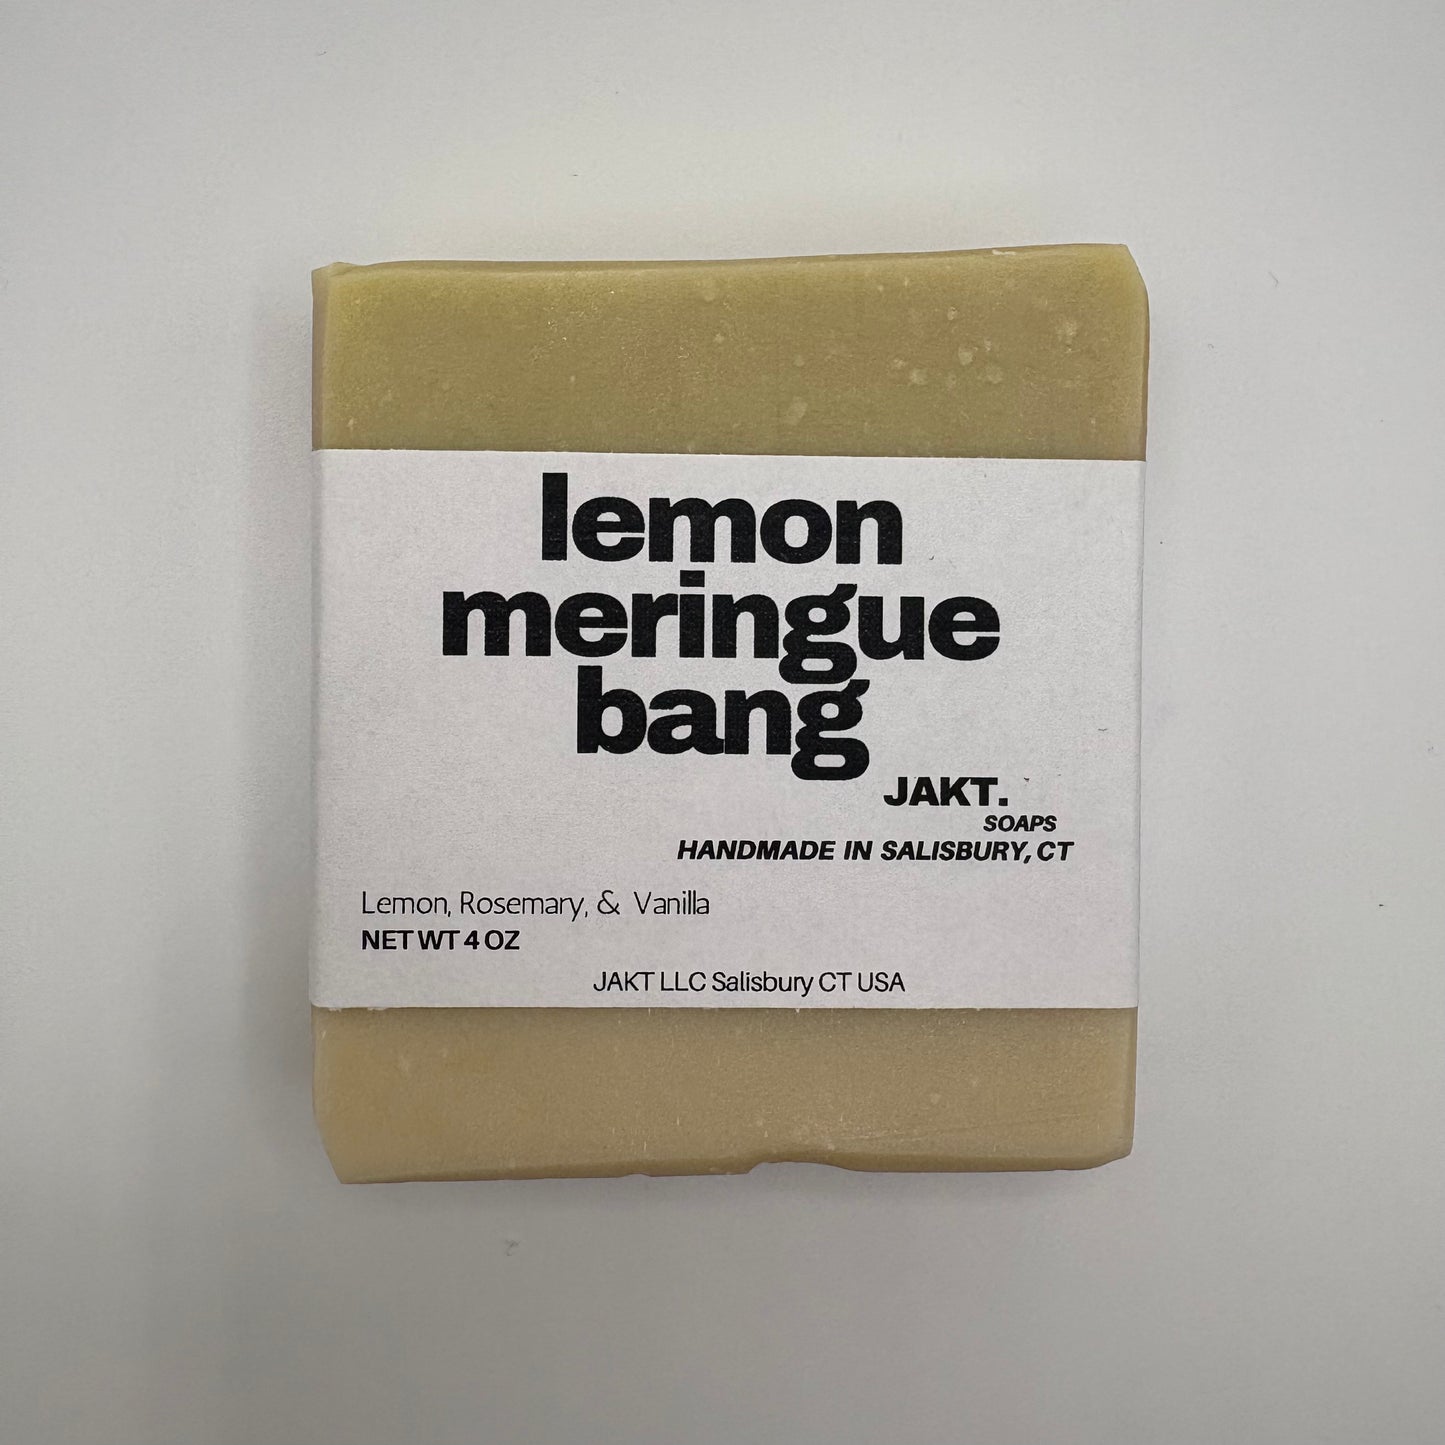 lemon
meringue
bang
JAKT.
SOAPS
HANDMADE IN SALISBURY, CT
Lemon, Rosemary, & Vanilla
NET WT 4 OZ
JAKT LLC Salisbury CT USA